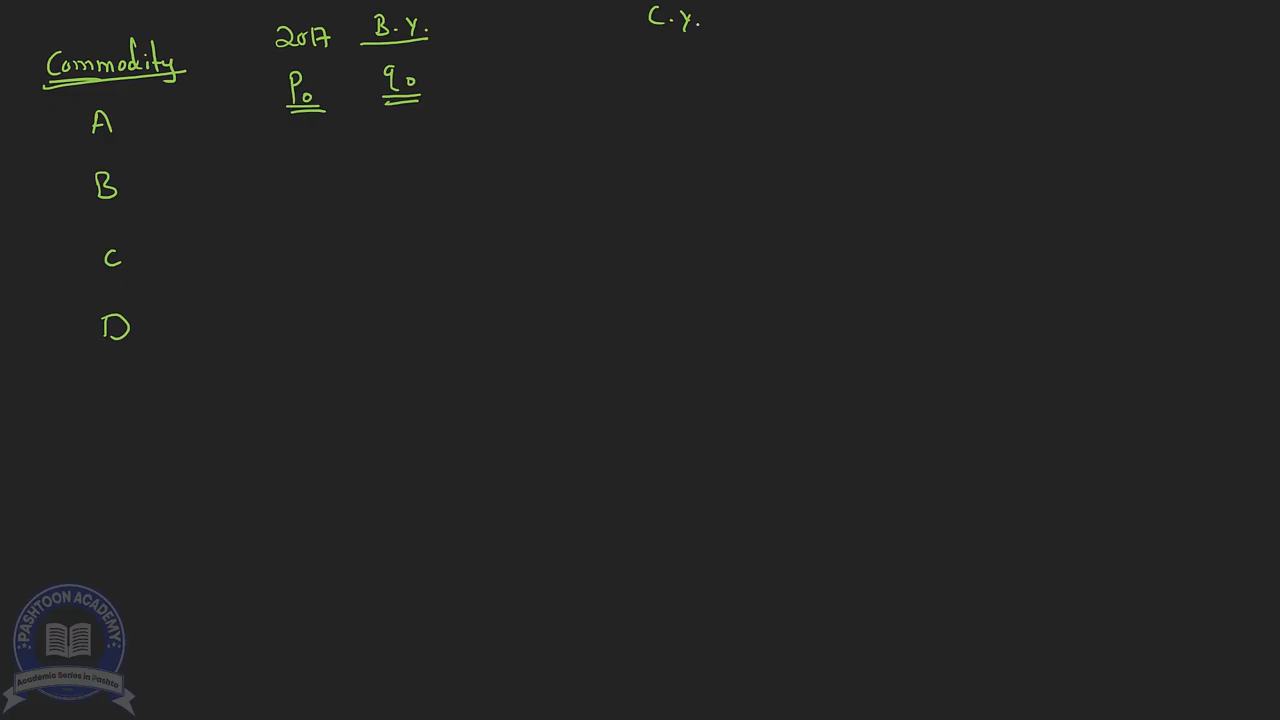 2017 B.Y. C.Y.
Commodity p₀ q₀
A
B
C
D
PASHTOON ACADEMY
Academic Series in Pashto